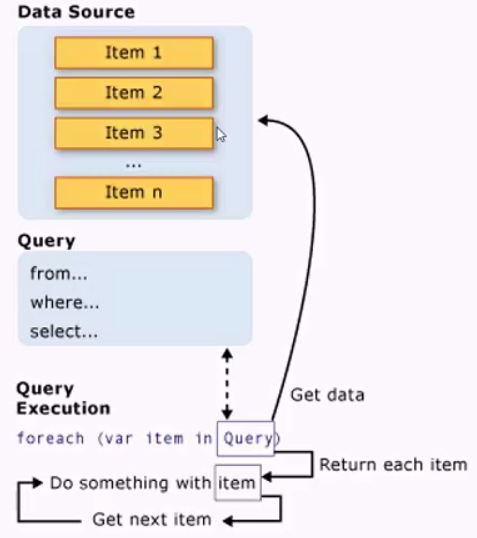 Data Source
Item 1
Item 2
Item 3
...
Item n
Query
from...
where...
select...
Query
Execution
Get data
foreach (var item in Query)
Return each item
Do something with item
Get next item